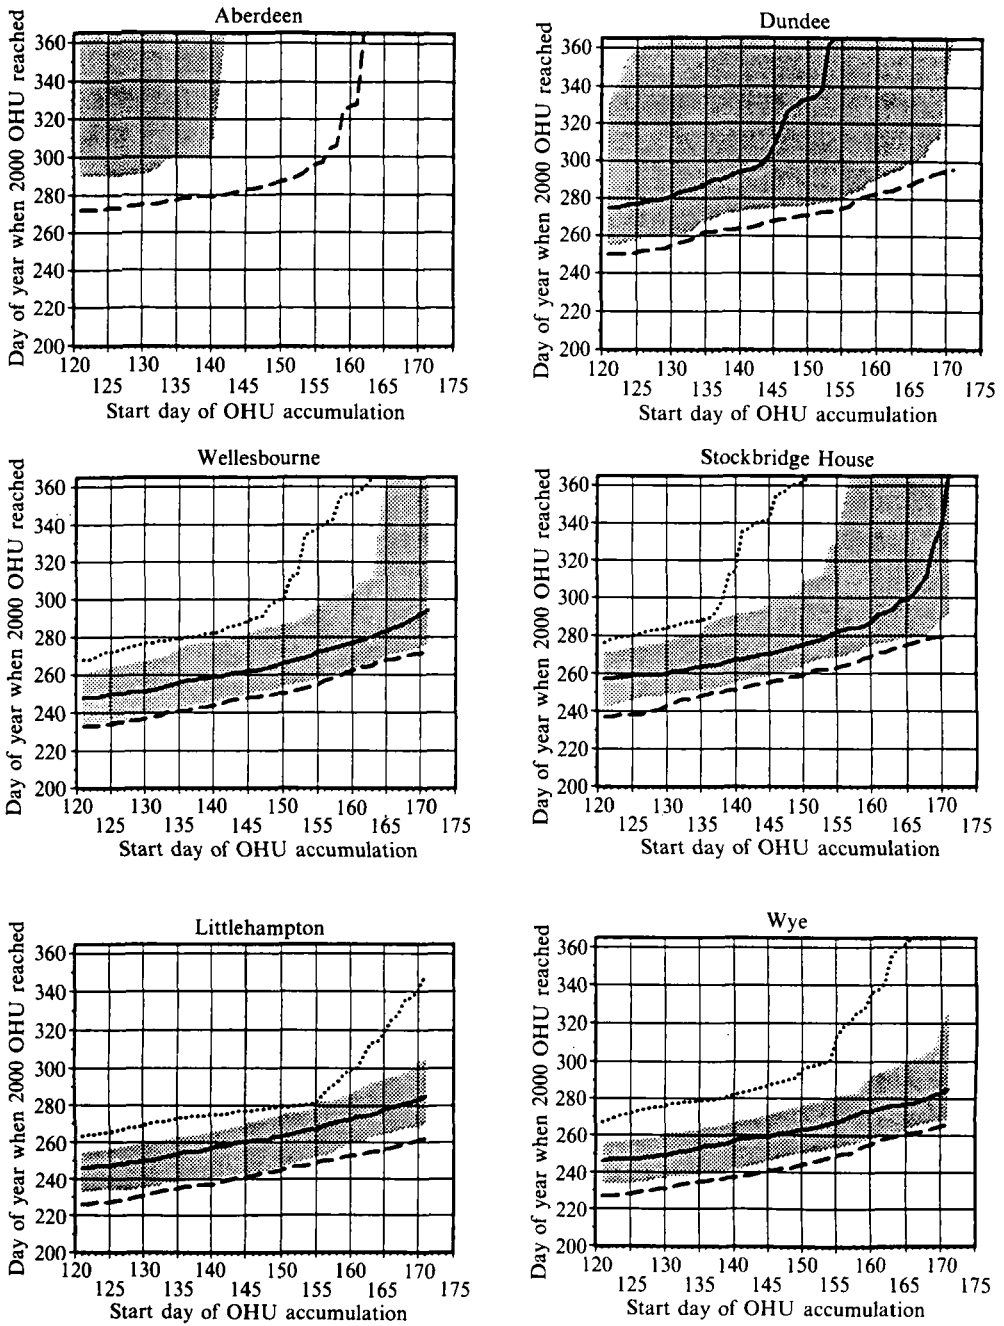 Aberdeen
Day of year when 2000 OHU reached
360
340
320
300
280
260
240
220
200
120 130 140 150 160 170
125 135 145 155 165 175
Start day of OHU accumulation
Dundee
Day of year when 2000 OHU reached
360
340
320
300
280
260
240
220
200
120 130 140 150 160 170
125 135 145 155 165 175
Start day of OHU accumulation
Wellesbourne
Day of year when 2000 OHU reached
360
340
320
300
280
260
240
220
200
120 130 140 150 160 170
125 135 145 155 165 175
Start day of OHU accumulation
Stockbridge House
Day of year when 2000 OHU reached
360
340
320
300
280
260
240
220
200
120 130 140 150 160 170
125 135 145 155 165 175
Start day of OHU accumulation
Littlehampton
Day of year when 2000 OHU reached
360
340
320
300
280
260
240
220
200
120 130 140 150 160 170
125 135 145 155 165 175
Start day of OHU accumulation
Wye
Day of year when 2000 OHU reached
360
340
320
300
280
260
240
220
200
120 130 140 150 160 170
125 135 145 155 165 175
Start day of OHU accumulation